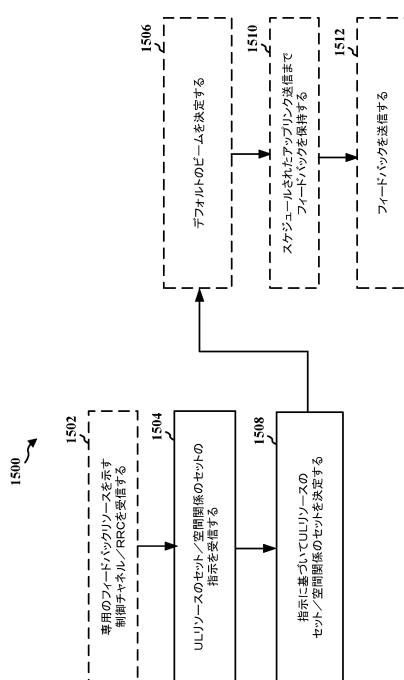 1500
1502
専用のフィードバックリソースを示す
制御チャネル/RRCを受信する
1504
ULリソースのセット/空間関係のセットの
指示を受信する
1508
指示に基づいてULリソースの
セット/空間関係のセットを決定する
1506
デフォルトのビームを決定する
1510
スケジュールされたアップリンク送信まで
フィードバックを保持する
1512
フィードバックを送信する